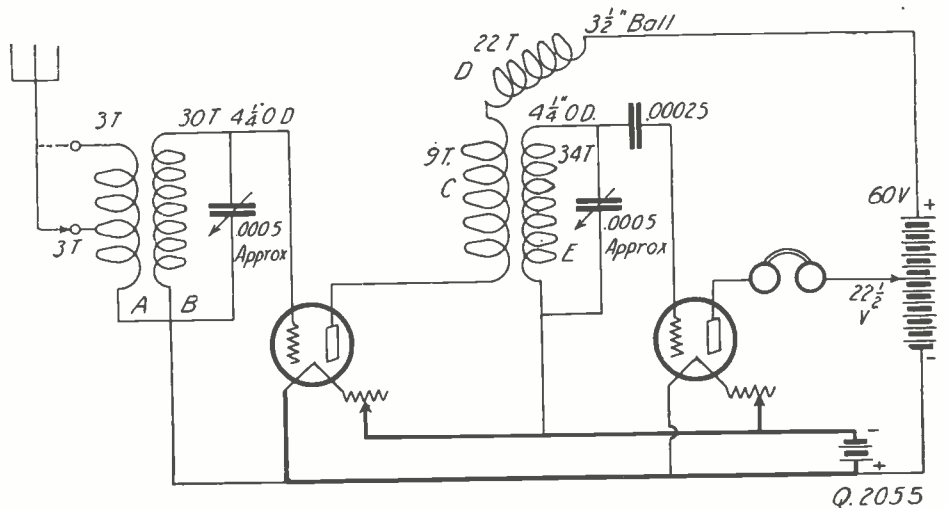 3T
30T 4¼" O D
.0005
Approx
3T
A
B
22 T
D
3½" Ball
9T.
C
4¼" O D.
.00025
34T
.0005
Approx
E
60V
+
22½
V
-
-
+
Q.2055